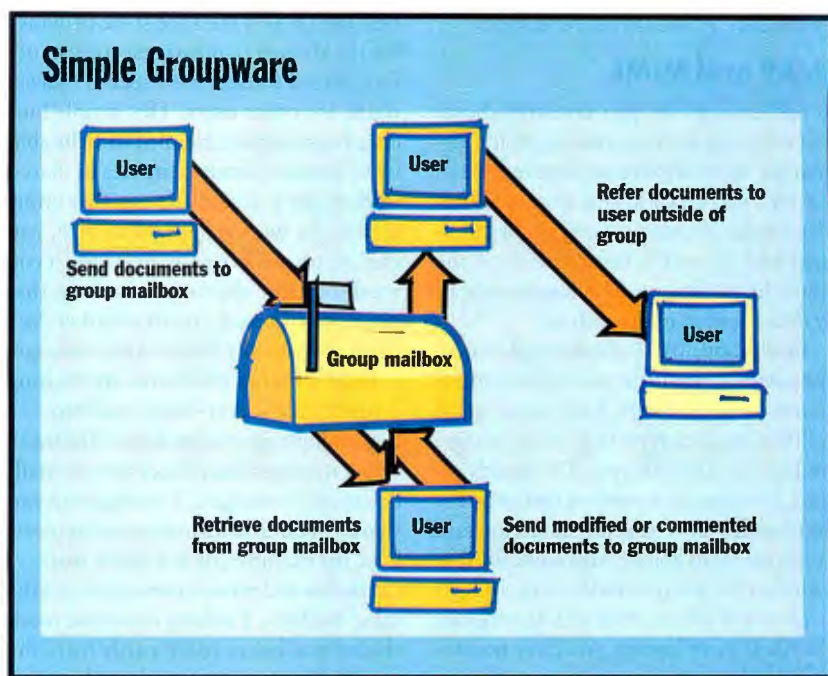 Simple Groupware
User
User
Refer documents to
user outside of
group
Send documents to
group mailbox
User
Group mailbox
Retrieve documents
from group mailbox
User
Send modified or commented
documents to group mailbox